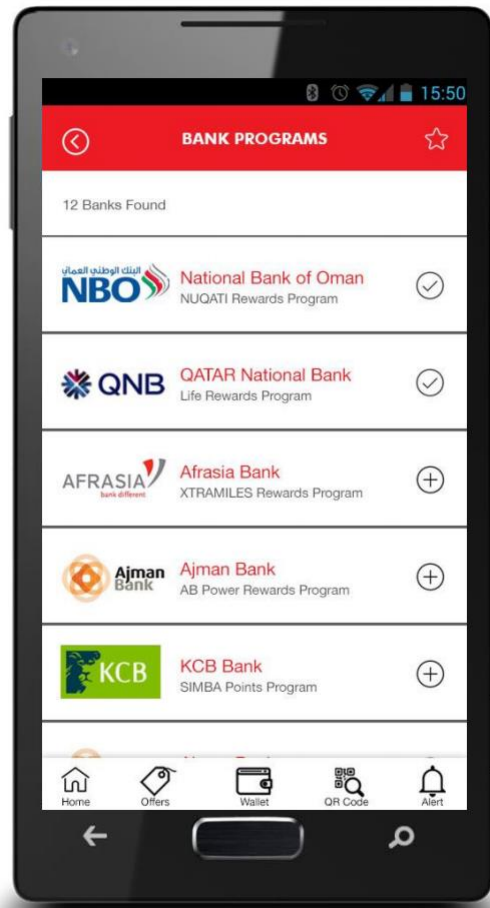 15:50
BANK PROGRAMS
12 Banks Found
البنك الوطني العماني
NBO
National Bank of Oman
NUQATI Rewards Program
QNB
QATAR National Bank
Life Rewards Program
AFRASIA
bank different
Afrasia Bank
XTRAMILES Rewards Program
Ajman
Bank
Ajman Bank
AB Power Rewards Program
KCB
KCB Bank
SIMBA Points Program
Home
Offers
Wallet
QR Code
Alert